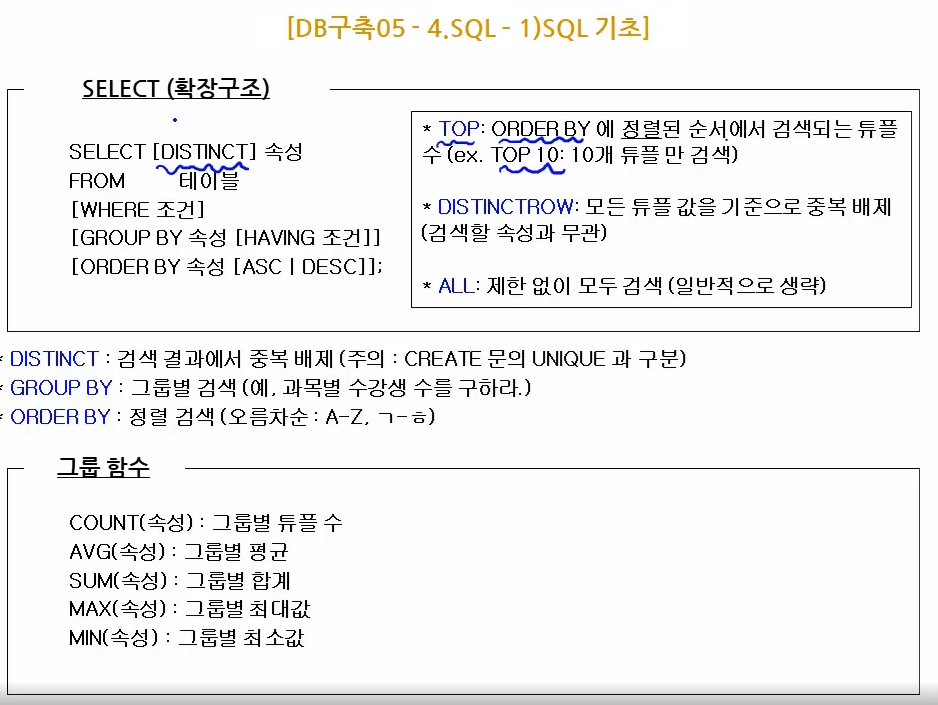 [DB구축05 - 4.SQL - 1)SQL 기초]
SELECT (확장구조)
SELECT [DISTINCT] 속성
FROM 테이블
[WHERE 조건]
[GROUP BY 속성 [HAVING 조건]]
[ORDER BY 속성 [ASC | DESC]];
* TOP: ORDER BY 에 정렬된 순서에서 검색되는 튜플
수 (ex. TOP 10: 10개 튜플 만 검색)
* DISTINCTROW: 모든 튜플 값을 기준으로 중복 배제
(검색할 속성과 무관)
* ALL: 제한 없이 모두 검색 (일반적으로 생략)
* DISTINCT : 검색 결과에서 중복 배제 (주의 : CREATE 문의 UNIQUE 과 구분)
* GROUP BY : 그룹별 검색 (예, 과목별 수강생 수를 구하라.)
* ORDER BY : 정렬 검색 (오름차순 : A-Z, ㄱ-ㅎ)
그룹 함수
COUNT(속성) : 그룹별 튜플 수
AVG(속성) : 그룹별 평균
SUM(속성) : 그룹별 합계
MAX(속성) : 그룹별 최대값
MIN(속성) : 그룹별 최소값